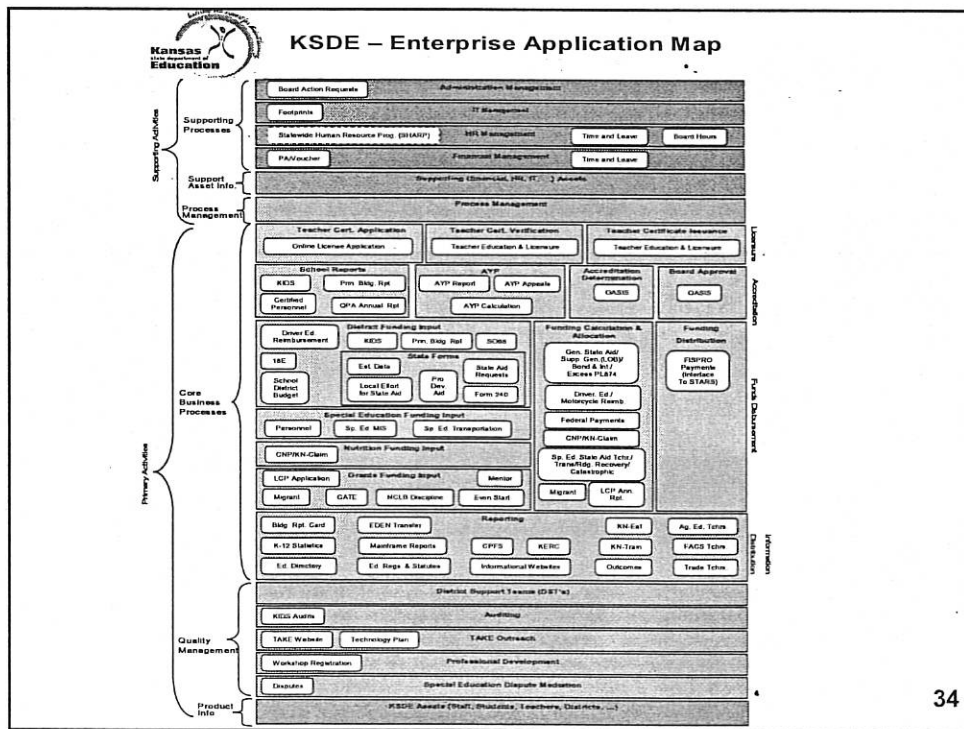 KSDE – Enterprise Application Map
Kansas
state department of
Education
Supporting Activities
Supporting
Processes
Board Action Requests
Administration Management
Footprints
IT Management
Statewide Human Resource Prog. (SHARP)
HR Management
Time and Leave
Board Hours
PA/Voucher
Financial Management
Time and Leave
Support
Asset Info.
Supporting (Financial, HR, IT, ...) Assets
Process
Management
Process Management
Primary Activities
Core
Business
Processes
Teacher Cert. Application
Online License Application
Teacher Cert. Verification
Teacher Education & Licensure
Teacher Certificate Issuance
Teacher Education & Licensure
Licensure
School Reports
KIDS
Prin. Bldg. Rpt
Certified
Personnel
QPA Annual Rpt
AYP
AYP Report
AYP Appeals
AYP Calculation
Accreditation
Determination
OASIS
Board Approval
OASIS
Accreditation
District Funding Input
Driver Ed.
Reimbursement
KIDS
Prin. Bldg Rpt
SO66
18E
School
District
Budget
State Forms
Est. Data
Local Effort
for State Aid
Pro
Dev
Aid
State Aid
Requests
Form 240
Special Education Funding Input
Personnel
Sp. Ed MIS
Sp. Ed Transportation
Nutrition Funding Input
CNP/KN-Claim
Grants Funding Input
LCP Application
Mentor
Migrant
GATE
NCLB Discipline
Even Start
Funding Calculation &
Allocation
Gen. State Aid/
Supp. Gen.(LOB)/
Bond & Int /
Excess PL874
Driver. Ed /
Motorcycle Reimb.
Federal Payments
CNP/KN-Claim
Sp. Ed. State Aid Tchr./
Trans/Rdg. Recovery/
Catastrophic
Migrant
LCP Ann.
Rpt.
Funding
Distribution
FISPRO
Payments
(Interface
To STARS)
Funds Disbursement
Reporting
Bldg. Rpt. Card
EDEN Transfer
KN-Eat
Ag. Ed. Tchrs
K-12 Statistics
Mainframe Reports
CPFS
KERC
KN-Train
FACS Tchrs
Ed. Directory
Ed. Regs. & Statutes
Informational Websites
Outcomes
Trade Tchrs
Information
Distribution
Quality
Management
District Support Teams (DST's)
KIDS Audits
Auditing
TAKE Website
Technology Plan
TAKE Outreach
Workshop Registration
Professional Development
Disputes
Special Education Dispute Mediation
Product
Info
KSDE Assets (Staff, Students, Teachers, Districts, ...)
4
34